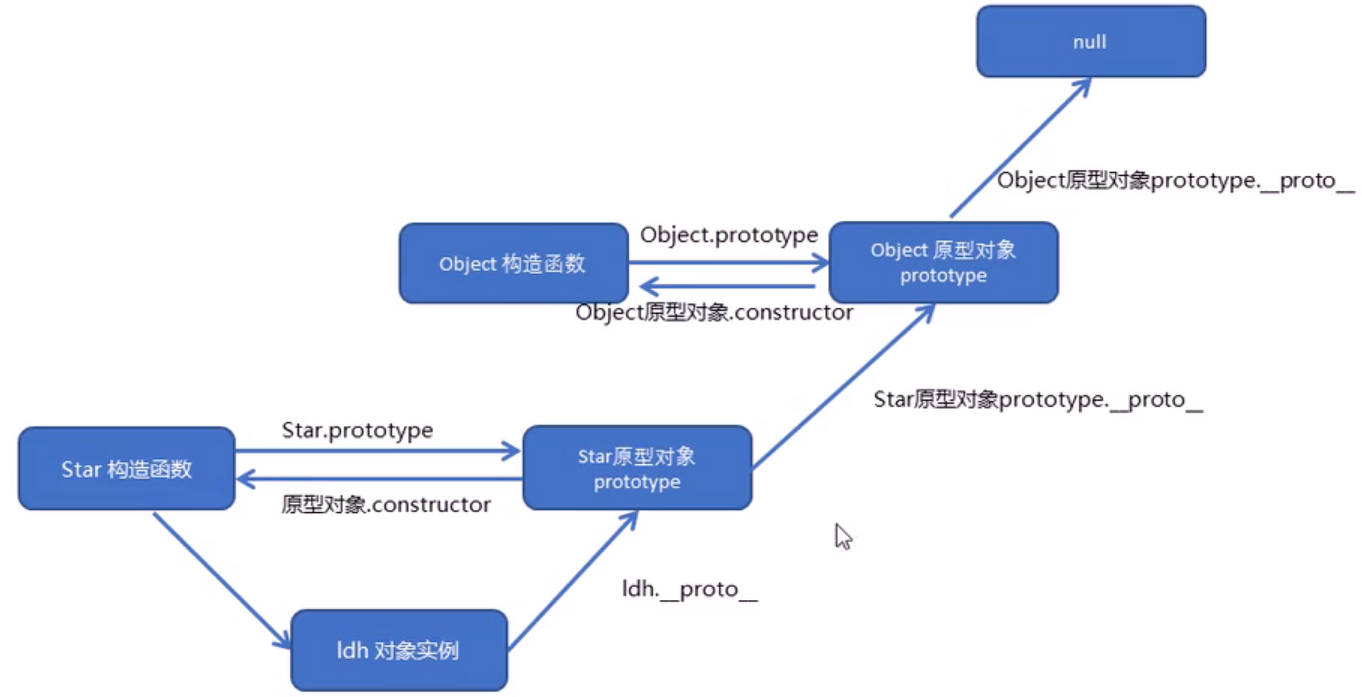 null
Object原型对象prototype.__proto__
Object.prototype
Object 构造函数
Object 原型对象
prototype
Object原型对象.constructor
Star原型对象prototype.__proto__
Star.prototype
Star 构造函数
Star原型对象
prototype
原型对象.constructor
ldh.__proto__
ldh 对象实例